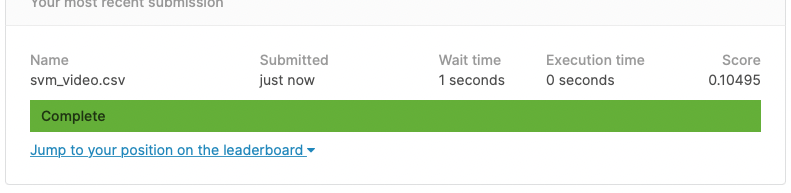 Your most recent submission
Name Submitted Wait time Execution time Score
svm_video.csv just now 1 seconds 0 seconds 0.10495
Complete
Jump to your position on the leaderboard